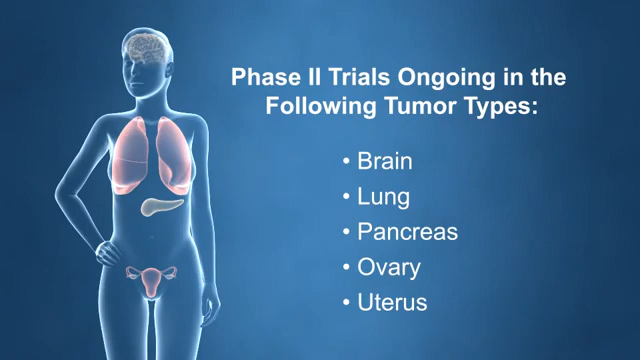 Phase II Trials Ongoing in the
Following Tumor Types:
• Brain
• Lung
• Pancreas
• Ovary
• Uterus